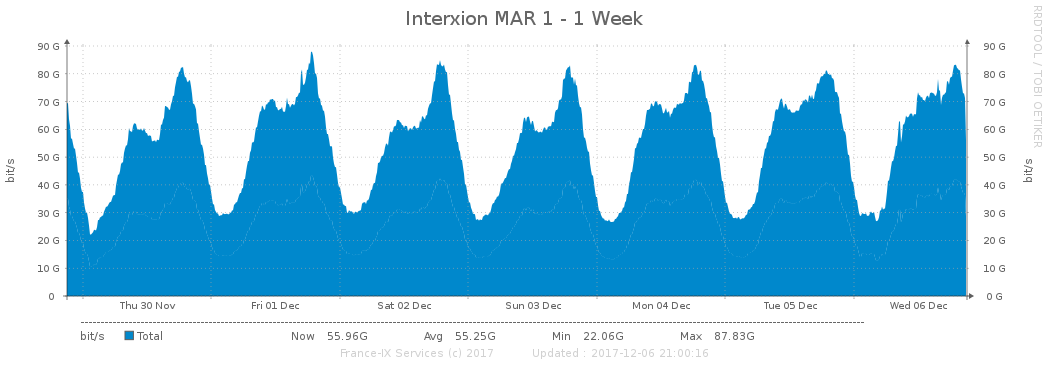 Interxion MAR 1 - 1 Week
RRDTOOL / TOBI OETIKER
bit/s
90 G 90 G
80 G 80 G
70 G 70 G
60 G 60 G
50 G 50 G
40 G 40 G
30 G 30 G
20 G 20 G
10 G 10 G
0 0 G
bit/s
Thu 30 Nov Fri 01 Dec Sat 02 Dec Sun 03 Dec Mon 04 Dec Tue 05 Dec Wed 06 Dec
bit/s Total Now 55.96G Avg 55.25G Min 22.06G Max 87.83G
France-IX Services (c) 2017 Updated : 2017-12-06 21:00:16